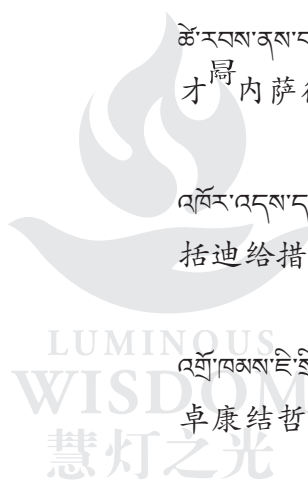 ཚེ་རབས་ནས་
才喌内萨
འཁོར་འདས་
括迪给措
LUMINOUS
WISDOM
འགྲོ་ཁམས་ཇི་
卓康结哲
慧灯之光